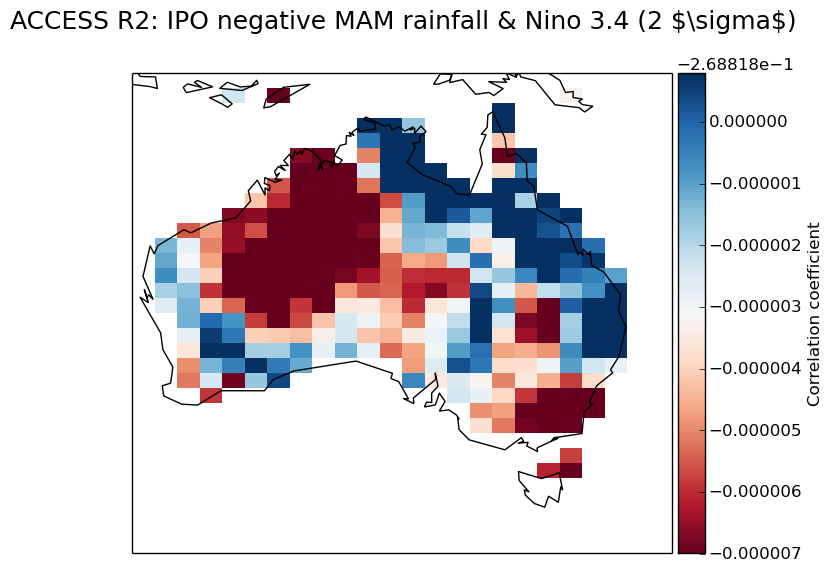 ACCESS R2: IPO negative MAM rainfall & Nino 3.4 (2 $\sigma$)
−2.68818e−1
0.000000
−0.000001
−0.000002
−0.000003
−0.000004
−0.000005
−0.000006
−0.000007
Correlation coefficient